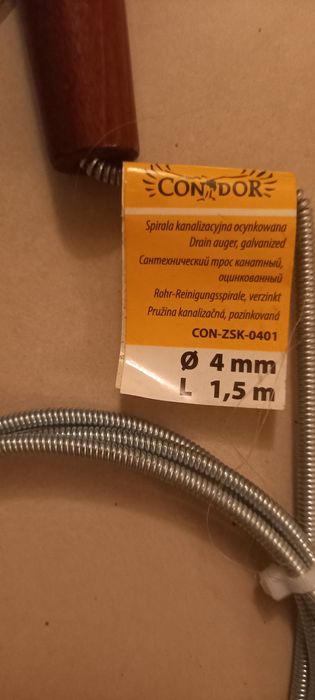 CONDOR
Spirala kanalizacyjna ocynkowana
Drain auger, galvanized
Сантехнический трос канатный,
оцинкованный
Rohr-Reinigungsspirale, verzinkt
Pružina kanalizačná, pozinkovaná
CON-ZSK-0401
Ø 4 mm
L 1,5 m